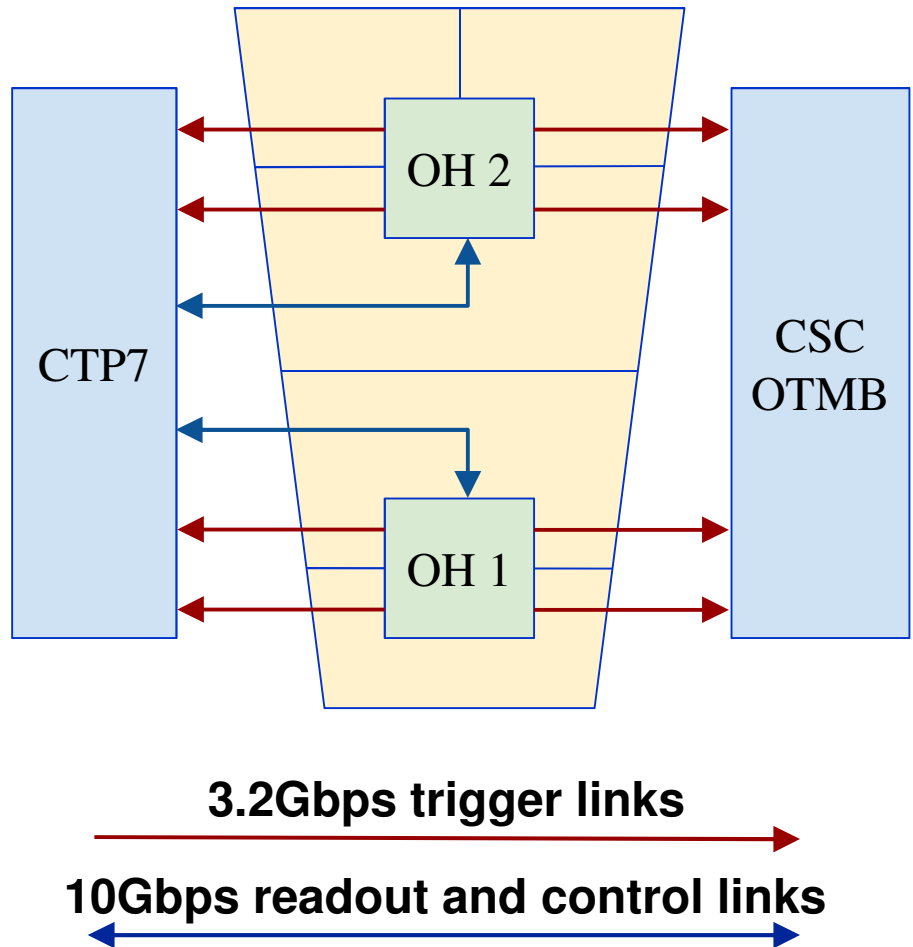 OH 2
CTP7
CSC
OTMB
OH 1
3.2Gbps trigger links
10Gbps readout and control links